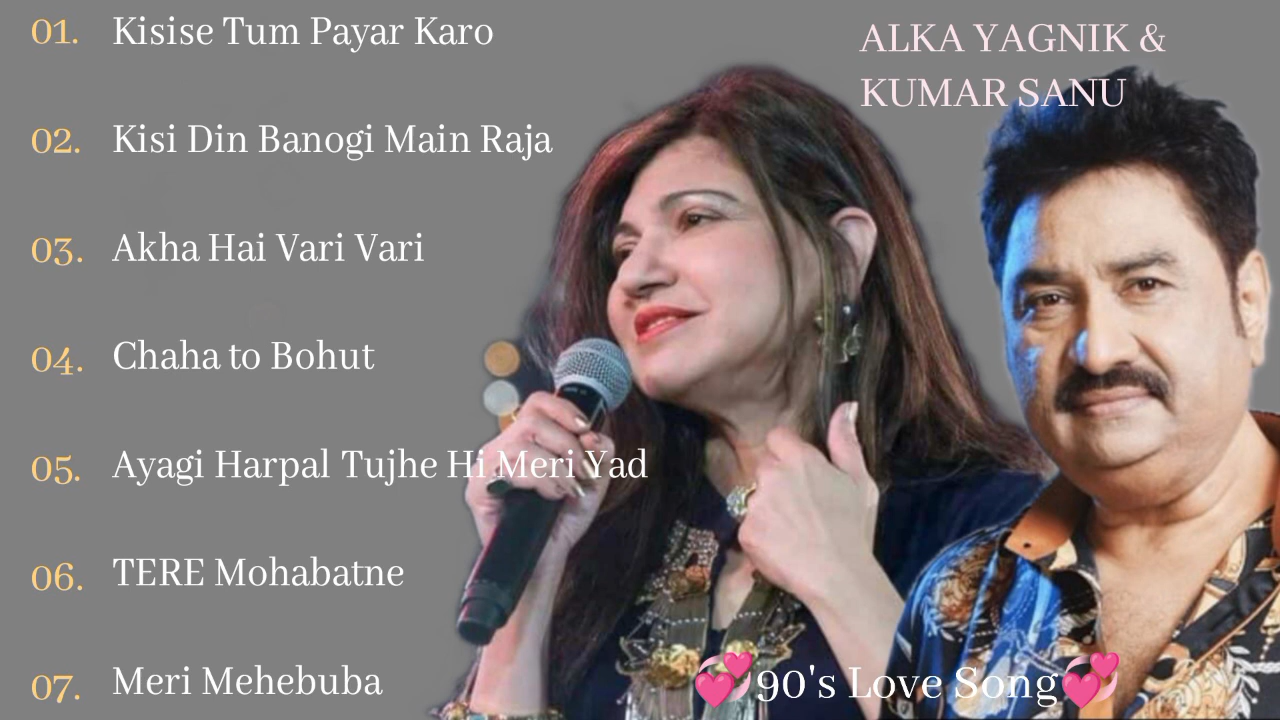 01. Kisise Tum Payar Karo
02. Kisi Din Banogi Main Raja
03. Akha Hai Vari Vari
04. Chaha to Bohut
05. Ayagi Harpal Tujhe Hi Meri Yad
06. TERE Mohabatne
07. Meri Mehebuba
ALKA YAGNIK &
KUMAR SANU
💞90's Love Song💞